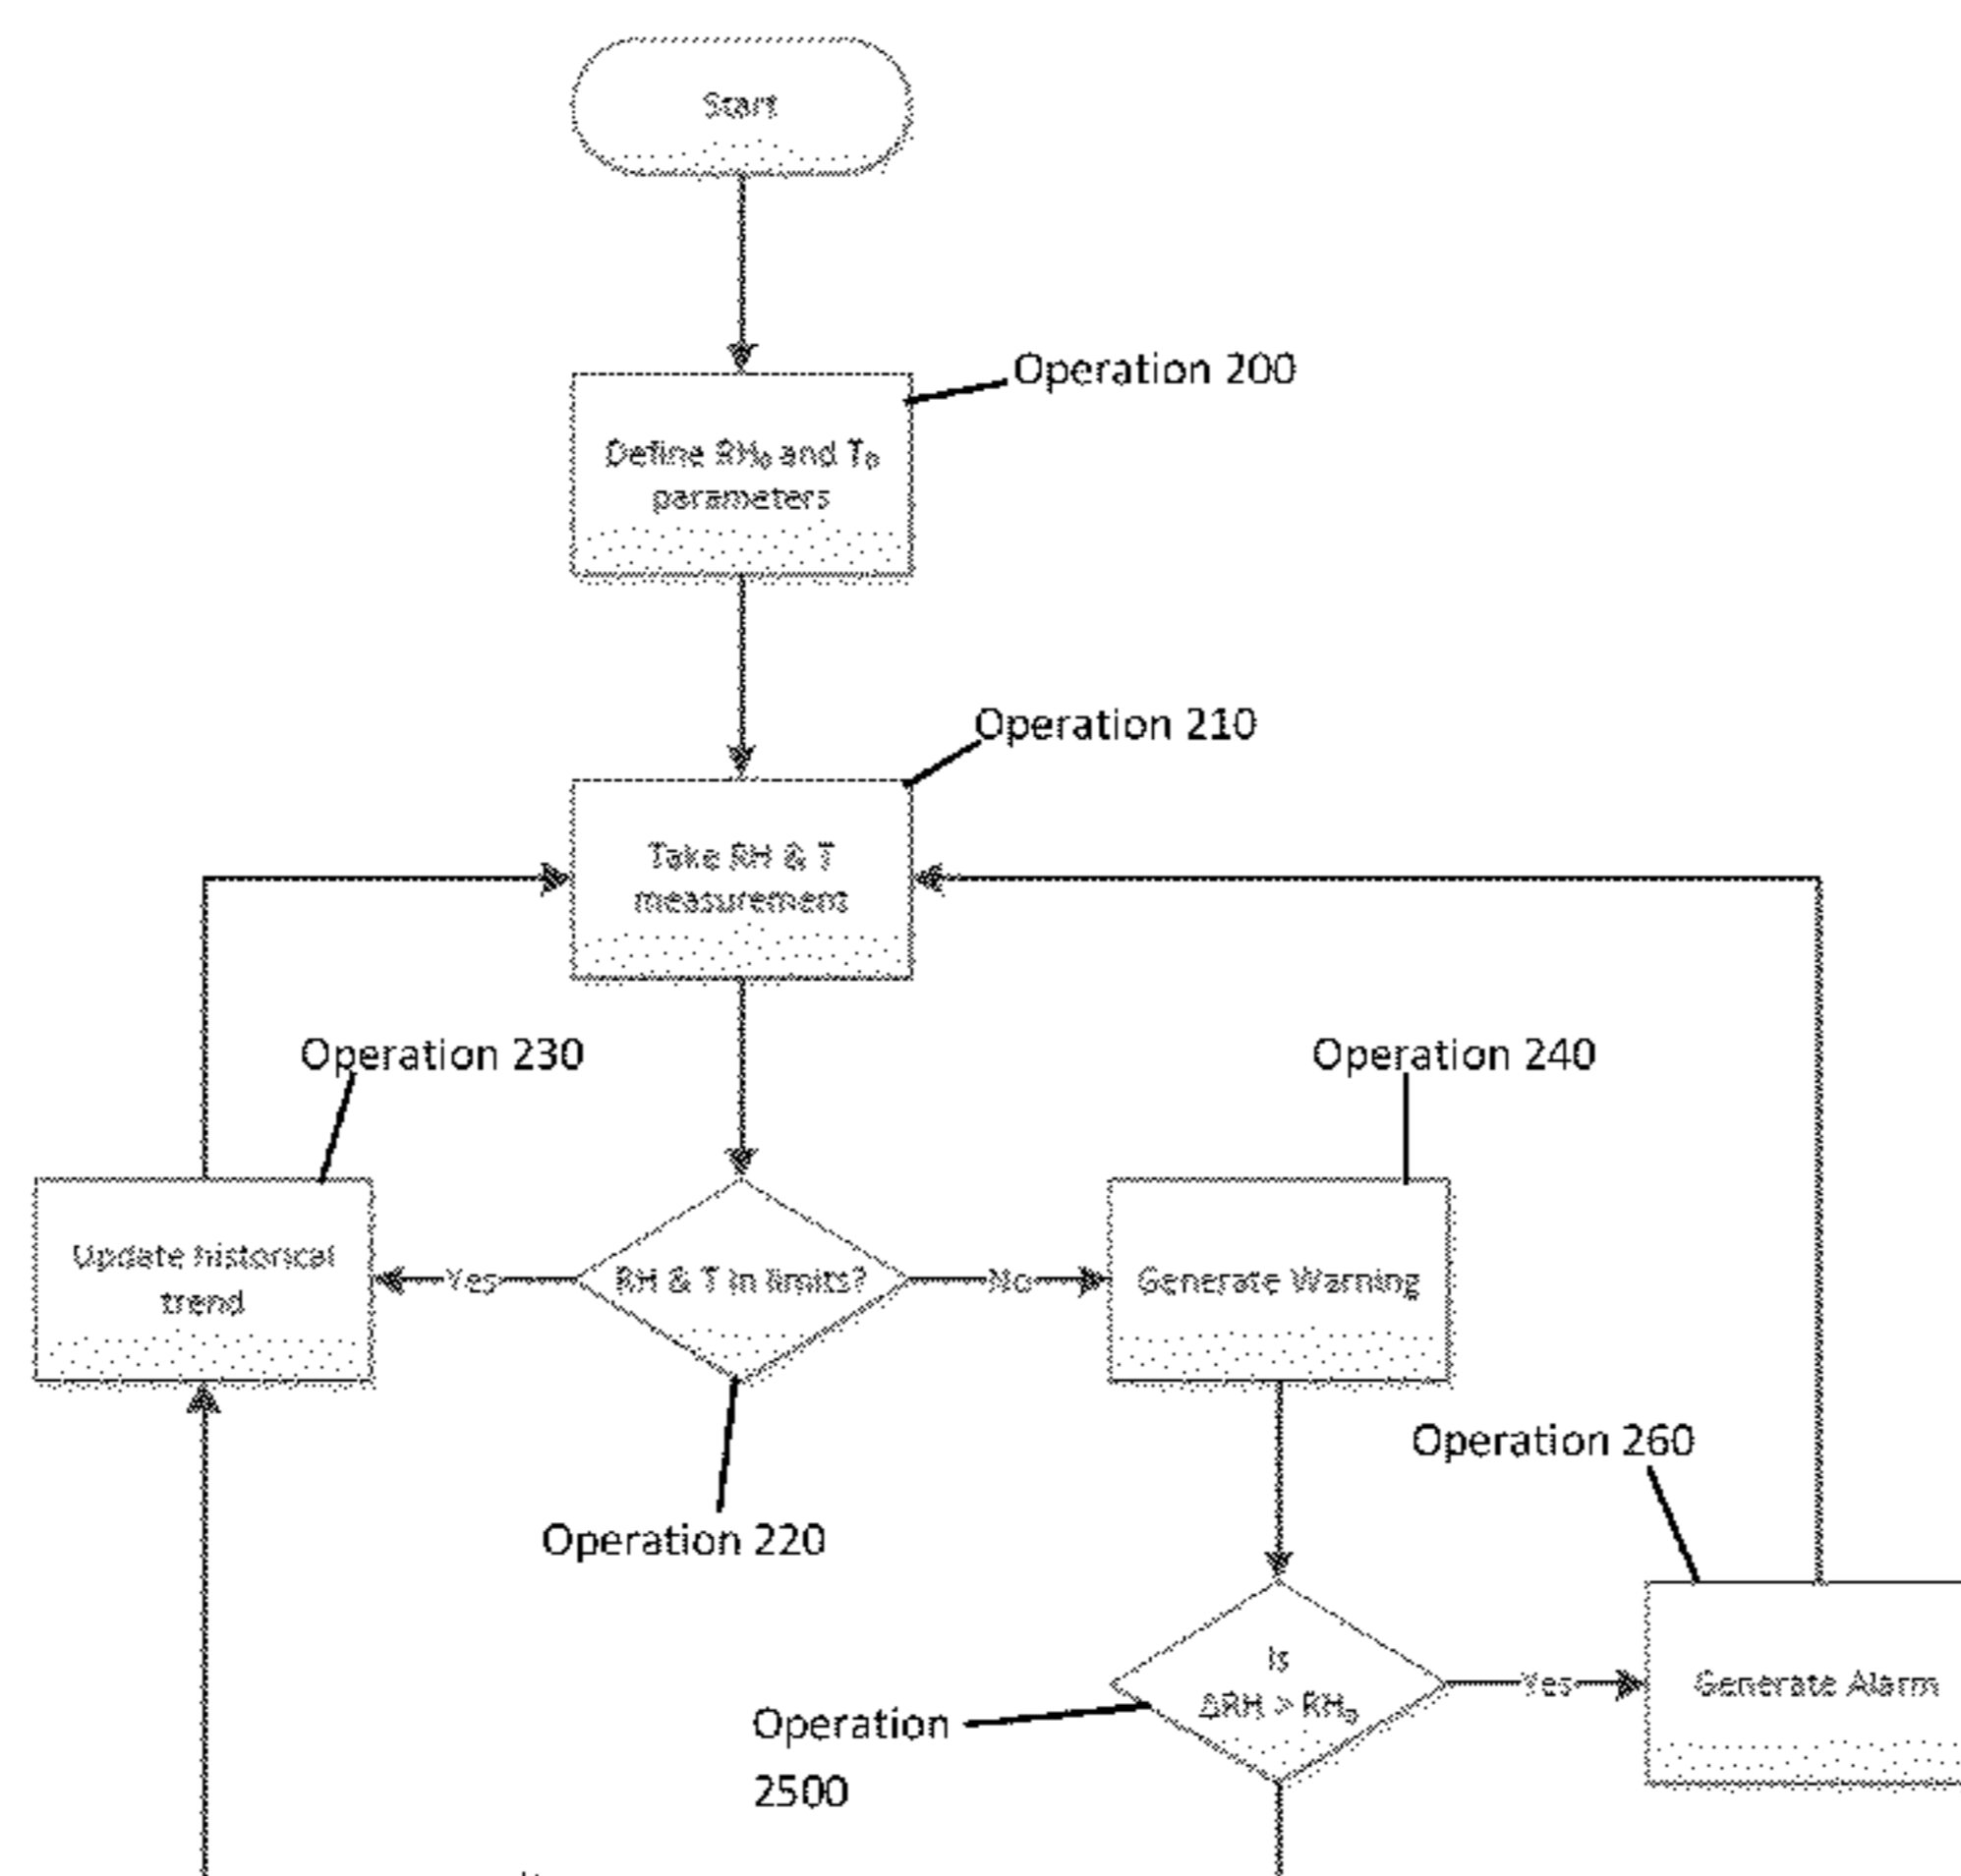 Start
Operation 200
Define RH₀ and T₀
parameters
Operation 210
Take RH & T
measurement
Operation 230
Operation 240
Update historical
trend
Yes
RH & T in limits?
No
Generate Warning
Operation 260
Operation 220
Is
ΔRH > RH₀
Yes
Generate Alarm
Operation
2500